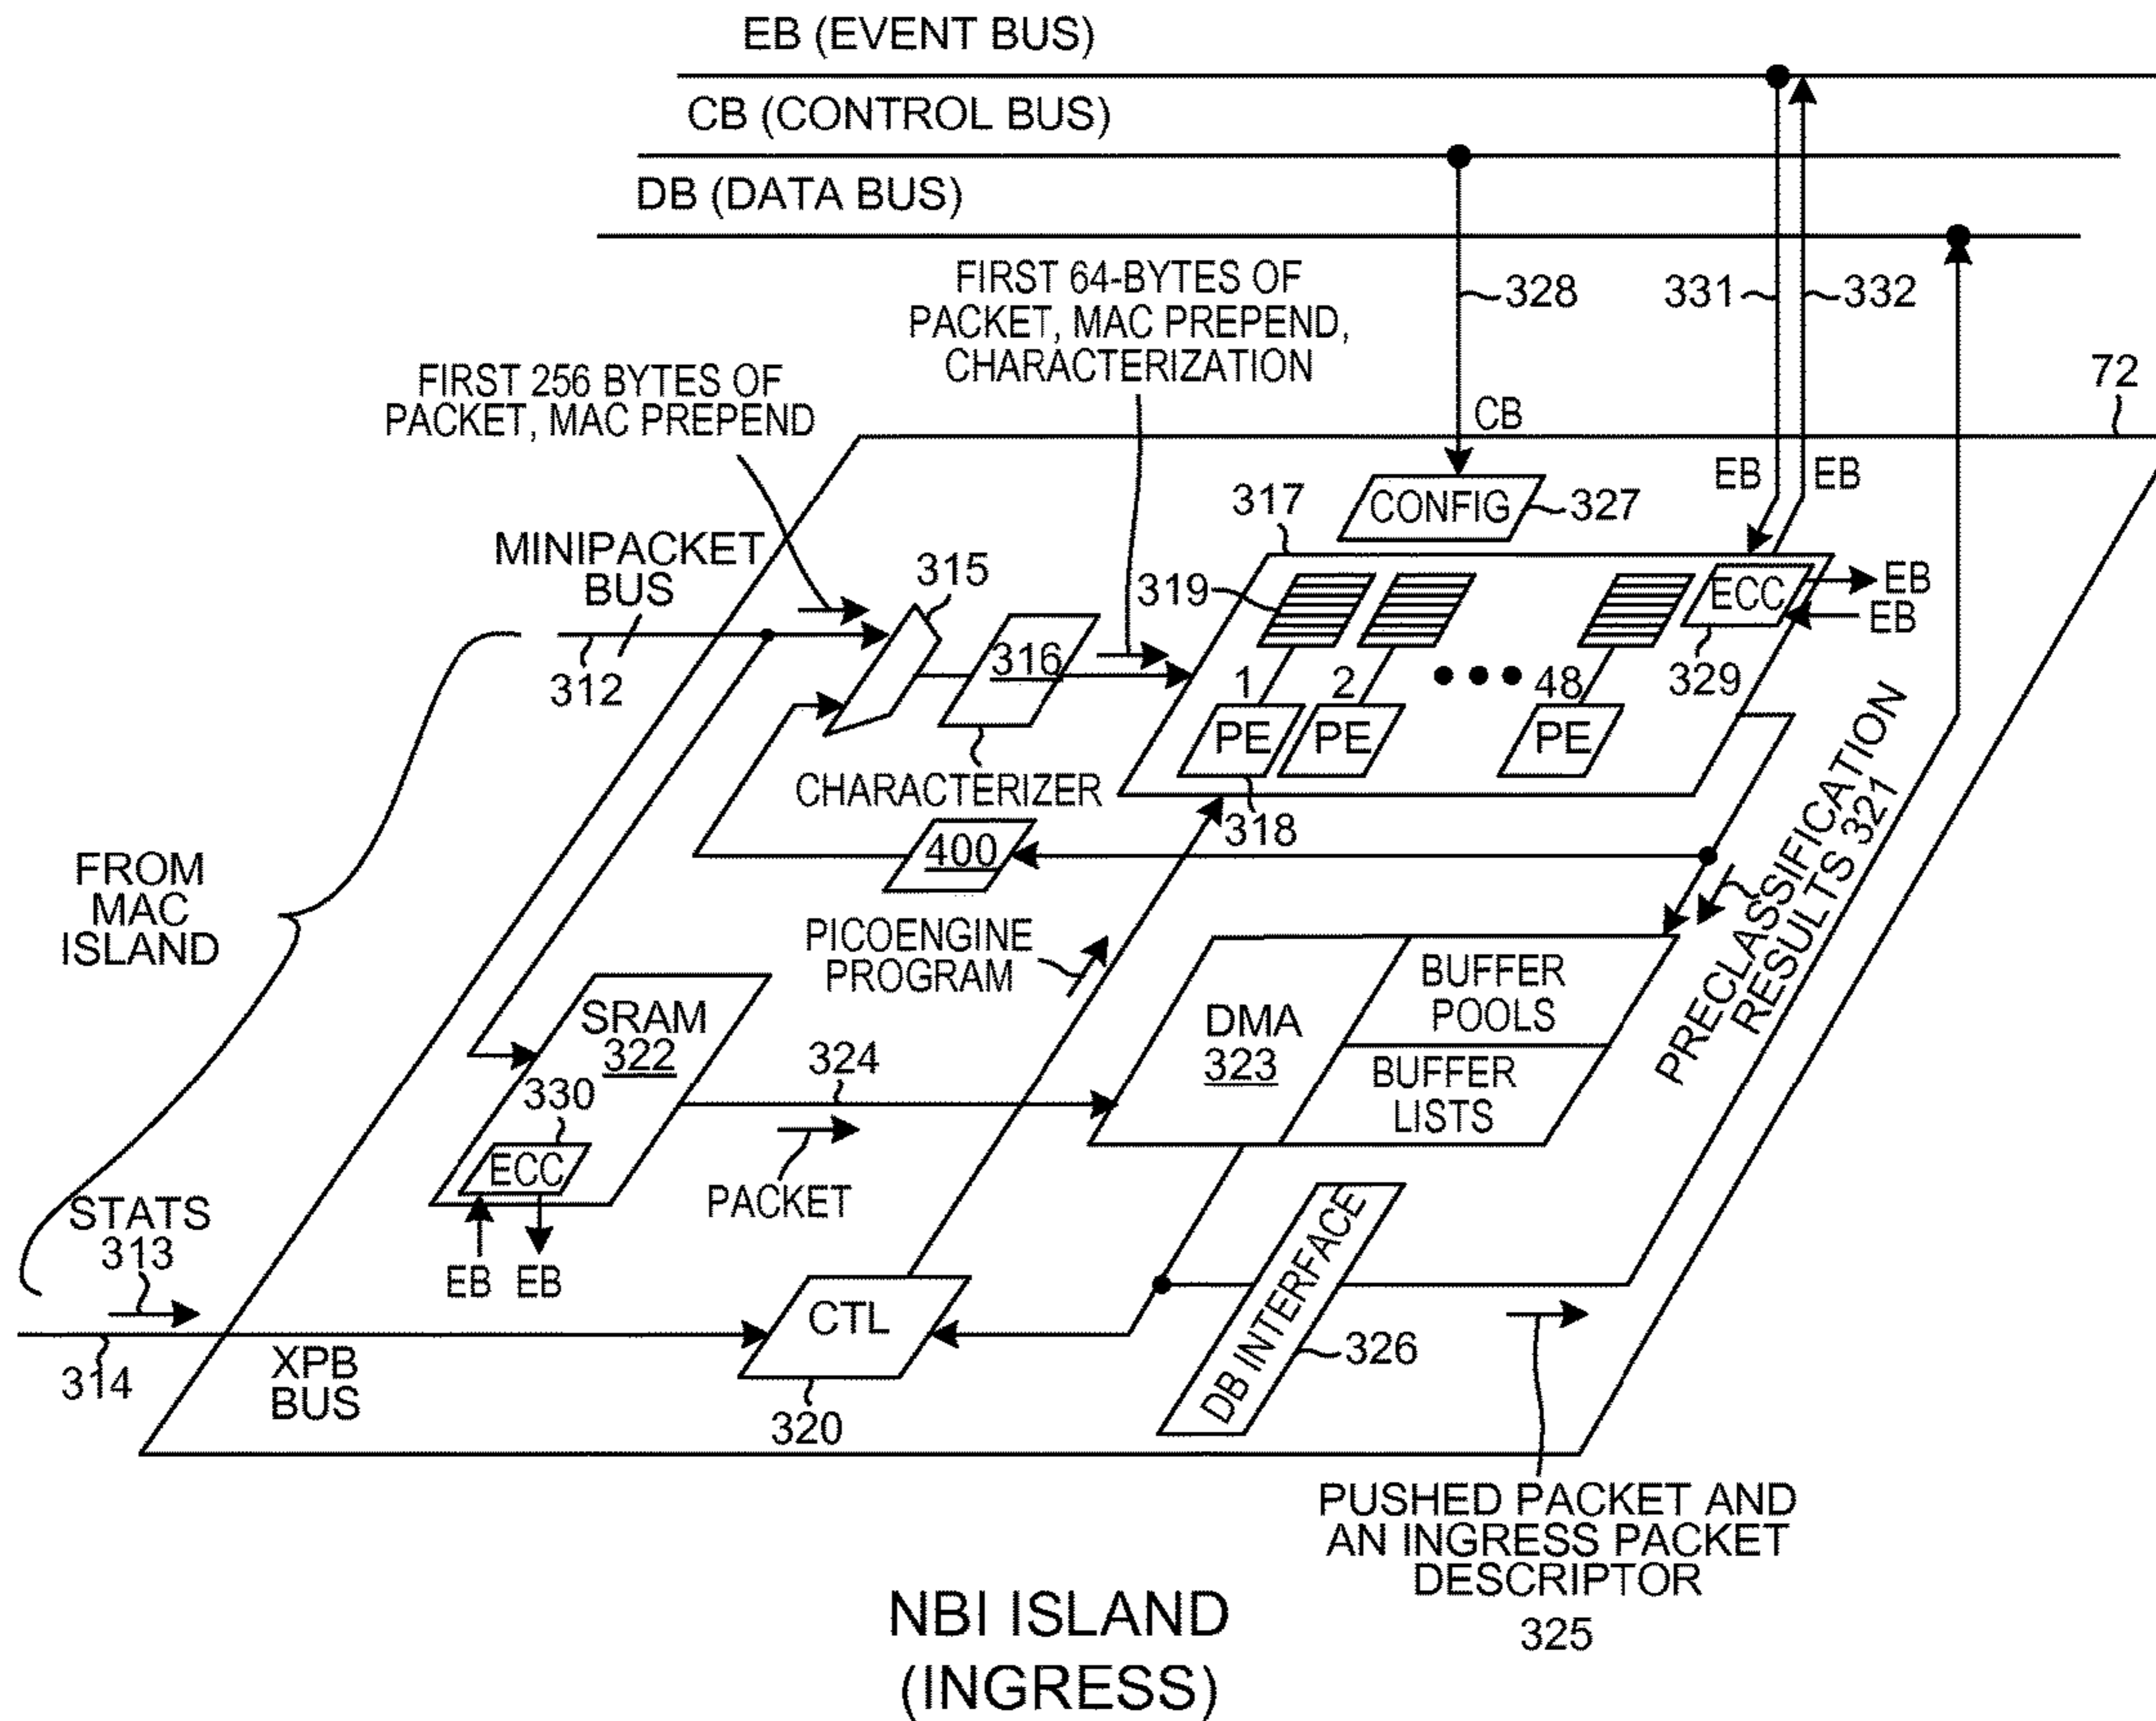 EB (EVENT BUS)
CB (CONTROL BUS)
DB (DATA BUS)
FIRST 64-BYTES OF
PACKET, MAC PREPEND,
CHARACTERIZATION
328
331
332
FIRST 256 BYTES OF
PACKET, MAC PREPEND
72
CB
EB
EB
CONFIG
327
317
MINIPACKET
BUS
312
315
316
CHARACTERIZER
319
ECC
EB
EB
329
1
2
48
PE
PE
PE
318
400
FROM
MAC
ISLAND
PICOENGINE
PROGRAM
PRECLASSIFICATION
RESULTS 321
SRAM
322
330
ECC
EB
EB
324
PACKET
DMA
323
BUFFER
POOLS
BUFFER
LISTS
STATS
313
314
XPB
BUS
CTL
320
DB INTERFACE
326
PUSHED PACKET AND
AN INGRESS PACKET
DESCRIPTOR
325
NBI ISLAND
(INGRESS)